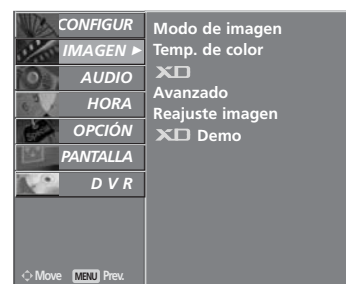 CONFIGUR
IMAGEN ►
AUDIO
HORA
OPCIÓN
PANTALLA
D V R
Modo de imagen
Temp. de color
XD
Avanzado
Reajuste imagen
XD Demo
Move MENU Prev.